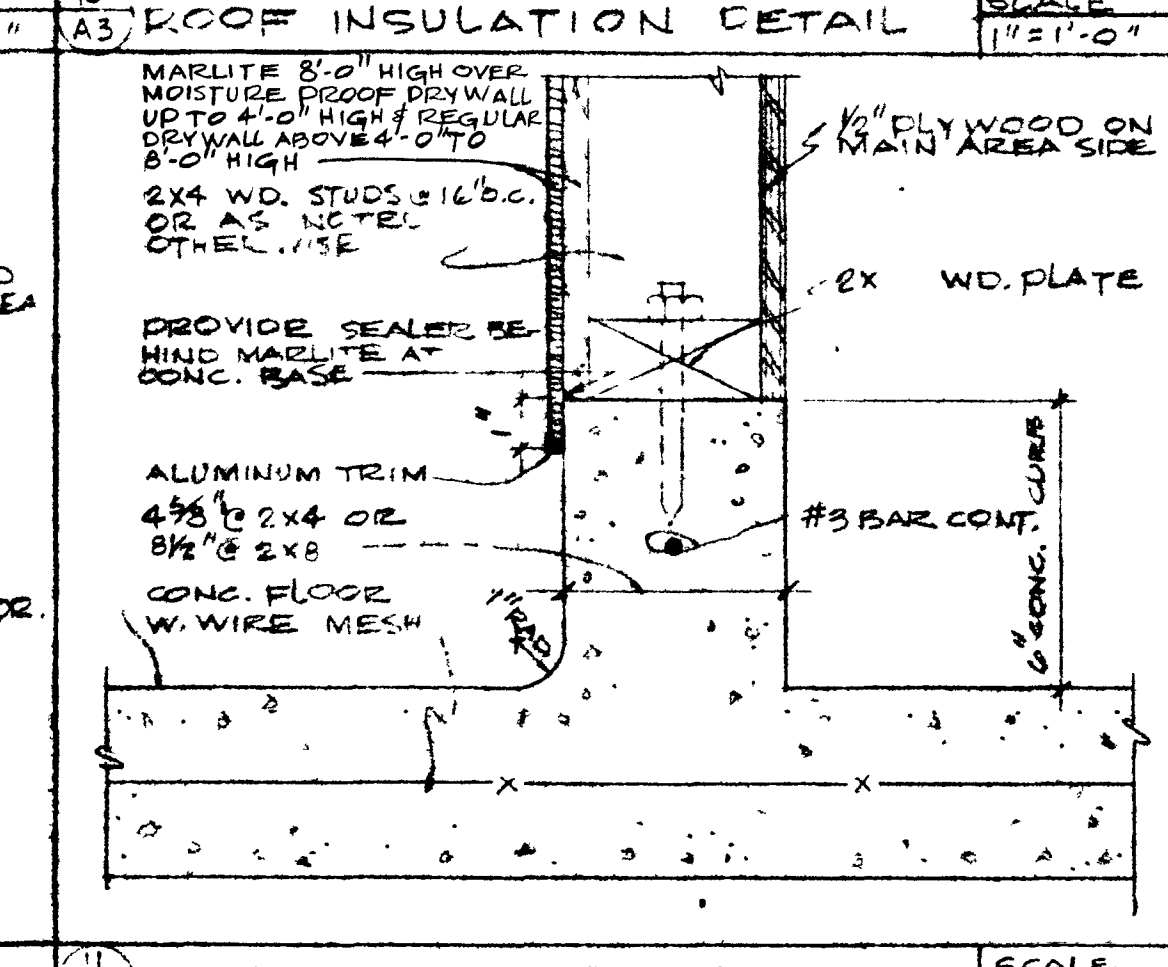 A3 ROOF INSULATION DETAIL
SCALE
1"=1'-0"
MARLITE 8'-0" HIGH OVER
MOISTURE PROOF DRYWALL
UP TO 4'-0" HIGH & REGULAR
DRYWALL ABOVE 4'-0" TO
8'-0" HIGH
2X4 WD. STUDS @ 16" O.C.
OR AS NOTED
OTHERWISE
PROVIDE SEALER BE-
HIND MARLITE AT
CONC. BASE
1"
ALUMINUM TRIM
4 5/8" @ 2X4 OR
8 1/2" @ 2X8
CONC. FLOOR
W. WIRE MESH
1" RAD
1/2" PLYWOOD ON
MAIN AREA SIDE
2X WD. PLATE
#3 BAR CONT.
6" CONC. CURB
X X
11
SCALE